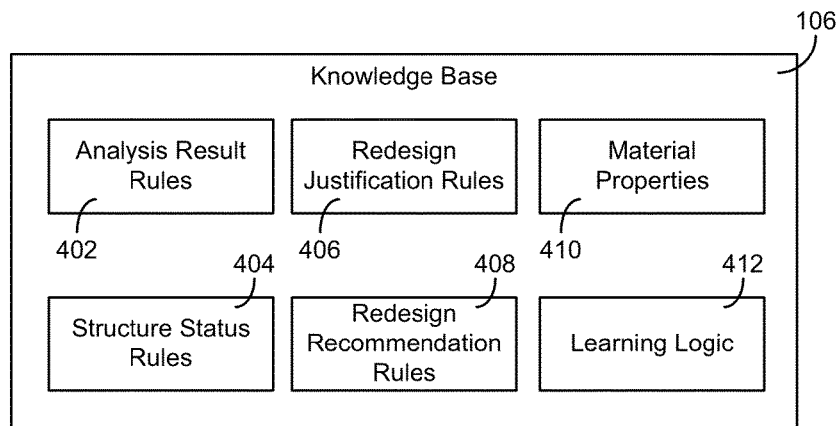 106
Knowledge Base
Analysis Result
Rules
Redesign
Justification Rules
Material
Properties
402
406
410
404
408
412
Structure Status
Rules
Redesign
Recommendation
Rules
Learning Logic